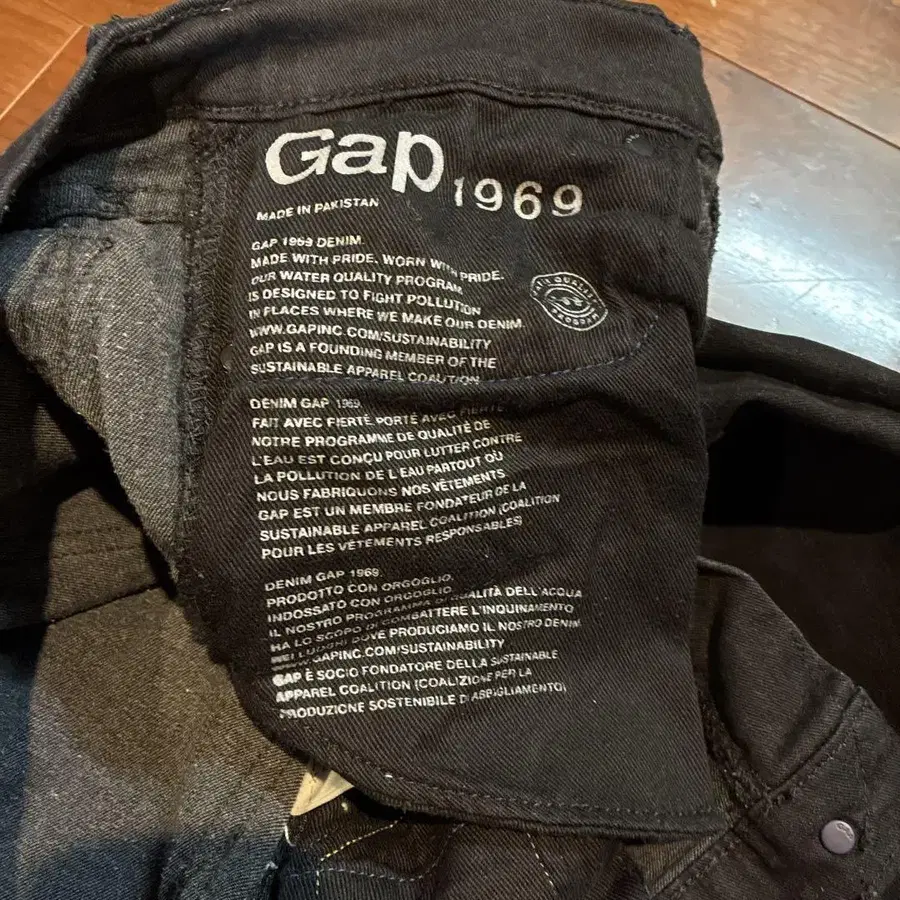 Gap 1969
MADE IN PAKISTAN
GAP 1969 DENIM.
MADE WITH PRIDE. WORN WITH PRIDE.
OUR WATER QUALITY PROGRAM
IS DESIGNED TO FIGHT POLLUTION
IN PLACES WHERE WE MAKE OUR DENIM.
WWW.GAPINC.COM/SUSTAINABILITY
GAP IS A FOUNDING MEMBER OF THE
SUSTAINABLE APPAREL COALITION
QUALITY
PROGRAM
DENIM GAP 1969.
FAIT AVEC FIERTÉ. PORTÉ AVEC FIERTÉ.
NOTRE PROGRAMME DE QUALITÉ DE
L'EAU EST CONÇU POUR LUTTER CONTRE
LA POLLUTION DE L'EAU PARTOUT OÙ
NOUS FABRIQUONS NOS VÊTEMENTS
GAP EST UN MEMBRE FONDATEUR DE LA
SUSTAINABLE APPAREL COALITION (COALITION
POUR LES VÊTEMENTS RESPONSABLES)
DENIM GAP 1969.
PRODOTTO CON ORGOGLIO.
INDOSSATO CON ORGOGLIO.
IL NOSTRO PROGRAMMA DI QUALITÀ DELL'ACQUA
HA LO SCOPO DI COMBATTERE L'INQUINAMENTO
NEI LUOGHI DOVE PRODUCIAMO IL NOSTRO DENIM.
WWW.GAPINC.COM/SUSTAINABILITY
GAP È SOCIO FONDATORE DELLA SUSTAINABLE
APPAREL COALITION (COALIZIONE PER LA
PRODUZIONE SOSTENIBILE DI ABBIGLIAMENTO)